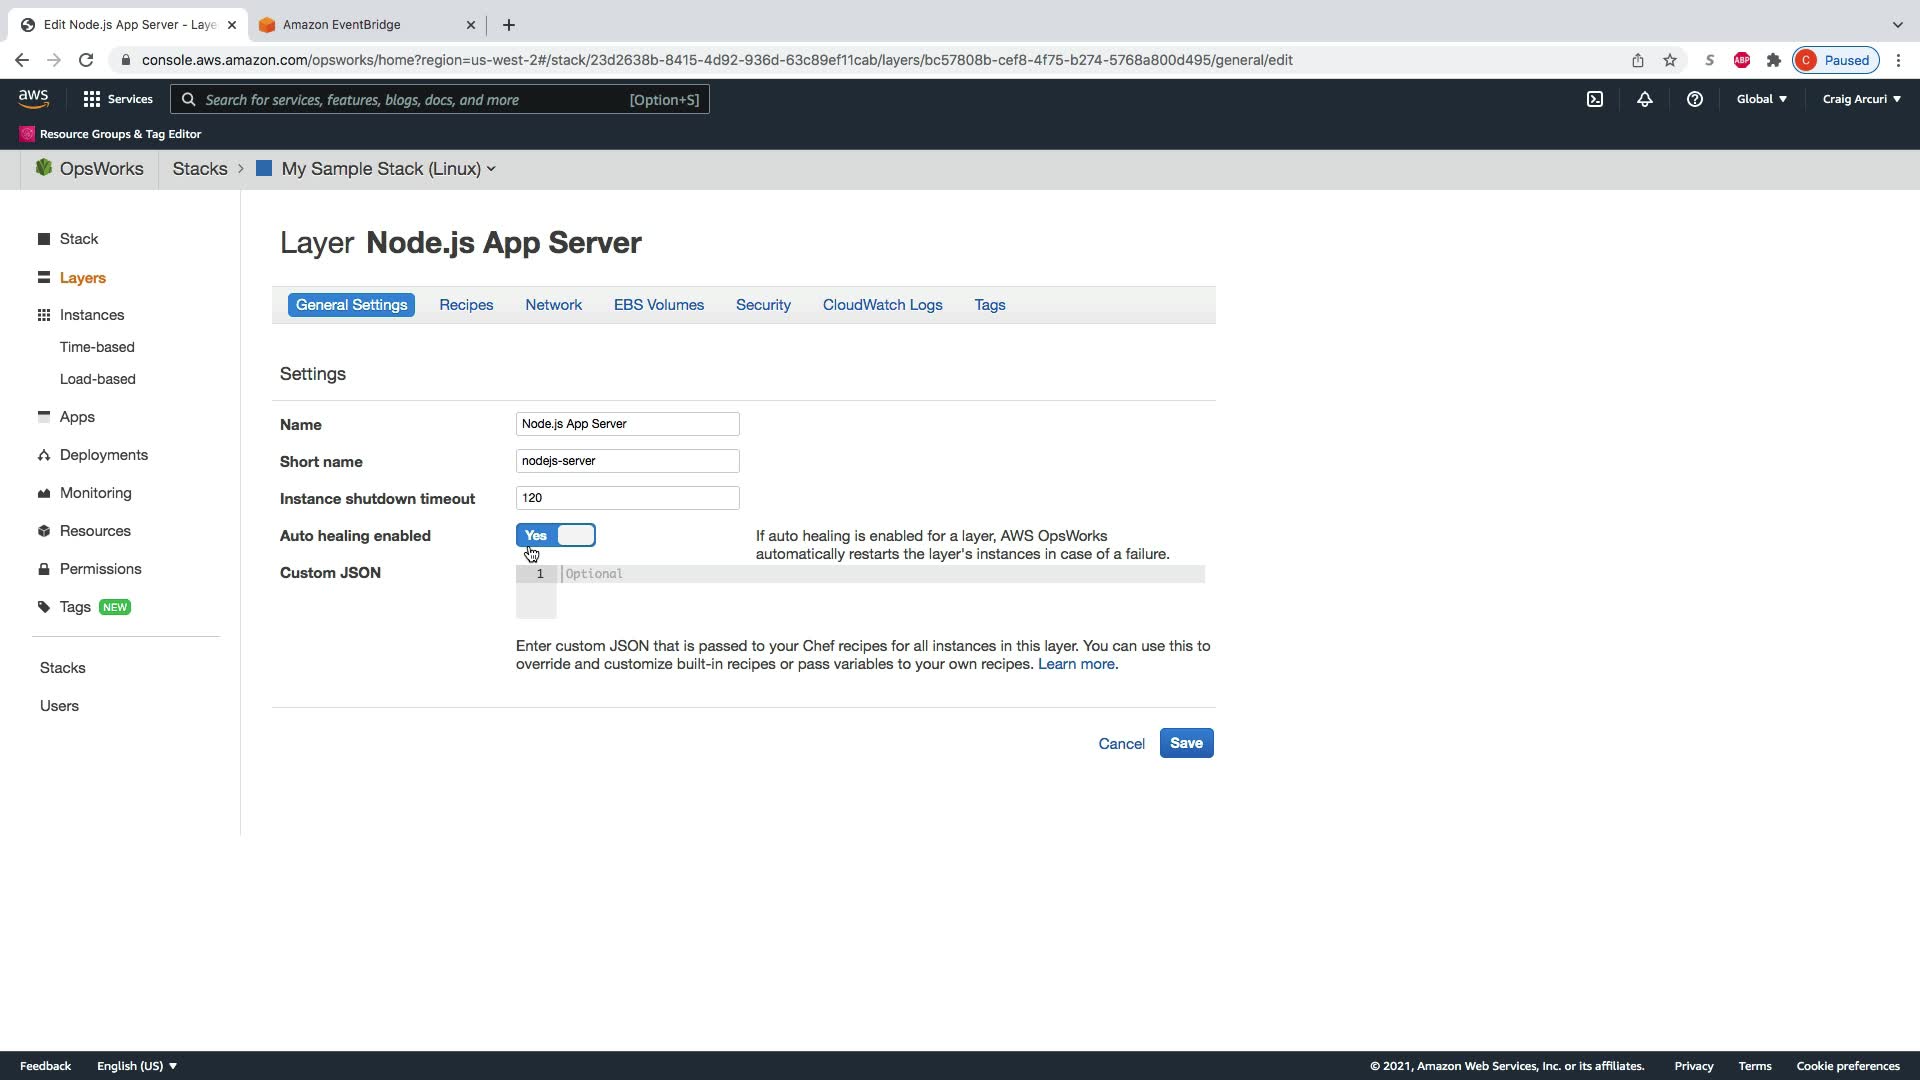 Edit Node.js App Server - Laye
Amazon EventBridge
console.aws.amazon.com/opsworks/home?region=us-west-2#/stack/23d2638b-8415-4d92-936d-63c89ef11cab/layers/bc57808b-cef8-4f75-b274-5768a800d495/general/edit
S
ABP
C
Paused
aws
Services
Search for services, features, blogs, docs, and more
[Option+S]
Global
Craig Arcuri
Resource Groups & Tag Editor
OpsWorks
Stacks
My Sample Stack (Linux)
Stack
Layers
Instances
Time-based
Load-based
Apps
Deployments
Monitoring
Resources
Permissions
Tags NEW
Stacks
Users
Layer Node.js App Server
General Settings
Recipes
Network
EBS Volumes
Security
CloudWatch Logs
Tags
Settings
Name
Node.js App Server
Short name
nodejs-server
Instance shutdown timeout
120
Auto healing enabled
Yes
If auto healing is enabled for a layer, AWS OpsWorks
automatically restarts the layer's instances in case of a failure.
Custom JSON
1
Optional
Enter custom JSON that is passed to your Chef recipes for all instances in this layer. You can use this to
override and customize built-in recipes or pass variables to your own recipes. Learn more.
Cancel
Save
Feedback
English (US)
© 2021, Amazon Web Services, Inc. or its affiliates.
Privacy
Terms
Cookie preferences